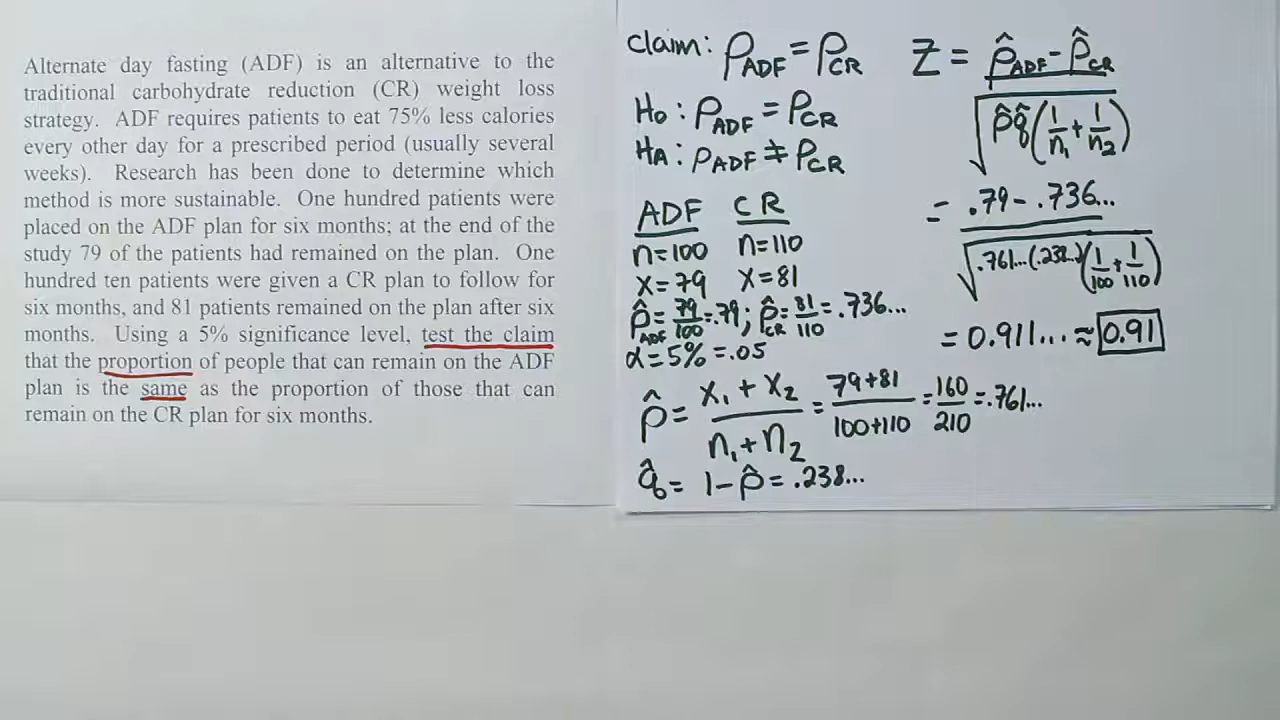 Alternate day fasting (ADF) is an alternative to the
traditional carbohydrate reduction (CR) weight loss
strategy. ADF requires patients to eat 75% less calories
every other day for a prescribed period (usually several
weeks). Research has been done to determine which
method is more sustainable. One hundred patients were
placed on the ADF plan for six months; at the end of the
study 79 of the patients had remained on the plan. One
hundred ten patients were given a CR plan to follow for
six months, and 81 patients remained on the plan after six
months. Using a 5% significance level, test the claim
that the proportion of people that can remain on the ADF
plan is the same as the proportion of those that can
remain on the CR plan for six months.
Claim: P_ADF = P_CR
H₀: P_ADF = P_CR
H_A: P_ADF ≠ P_CR
ADF CR
n=100 n=110
x=79 x=81
p̂_ADF = 79/100 = .79; p̂_CR = 81/110 = .736...
α=5% = .05
p̂ = (x₁ + x₂)/(n₁ + n₂) = (79+81)/(100+110) = 160/210 = .761...
q̂ = 1 - p̂ = .238...
Z = (p̂_ADF - p̂_CR)/√(p̂q̂(1/n₁ + 1/n₂))
= (.79 - .736...)/√(.761...(.238...)(1/100 + 1/110))
= 0.911... ≈ 0.91